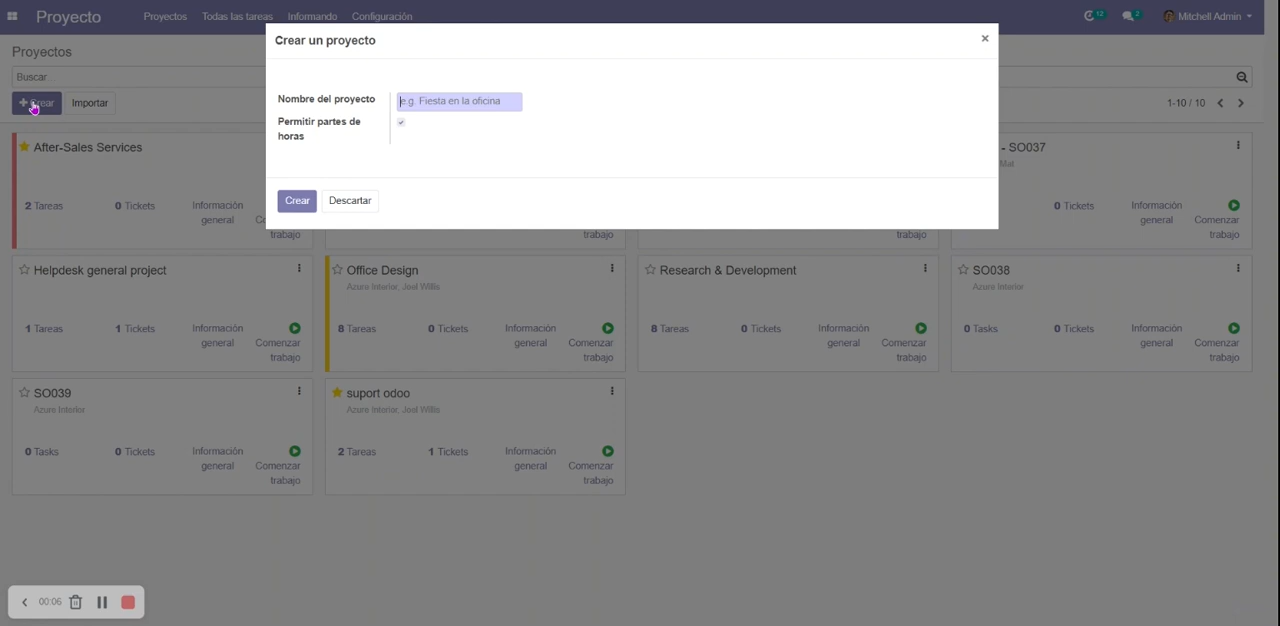 Proyecto Proyectos Todas las tareas Informando Configuración 12 2 Mitchell Admin
Crear un proyecto ×
Proyectos
Buscar
Crear Importar 1-10 / 10
Nombre del proyecto e.g. Fiesta en la oficina
Permitir partes de
horas
Crear Descartar
After-Sales Services
- SO037
2 Tareas 0 Tickets Información
general
trabajo
trabajo
trabajo
0 Tickets Información
general Comenzar
trabajo
Helpdesk general project
1 Tareas 1 Tickets Información
general Comenzar
trabajo
Office Design
Azure Interior, Joel Willis
8 Tareas 0 Tickets Información
general Comenzar
trabajo
Research & Development
8 Tareas 0 Tickets Información
general Comenzar
trabajo
SO038
Azure Interior
0 Tasks 0 Tickets Información
general Comenzar
trabajo
SO039
Azure Interior
0 Tasks 0 Tickets Información
general Comenzar
trabajo
suport odoo
Azure Interior, Joel Willis
2 Tareas 1 Tickets Información
general Comenzar
trabajo
00:06